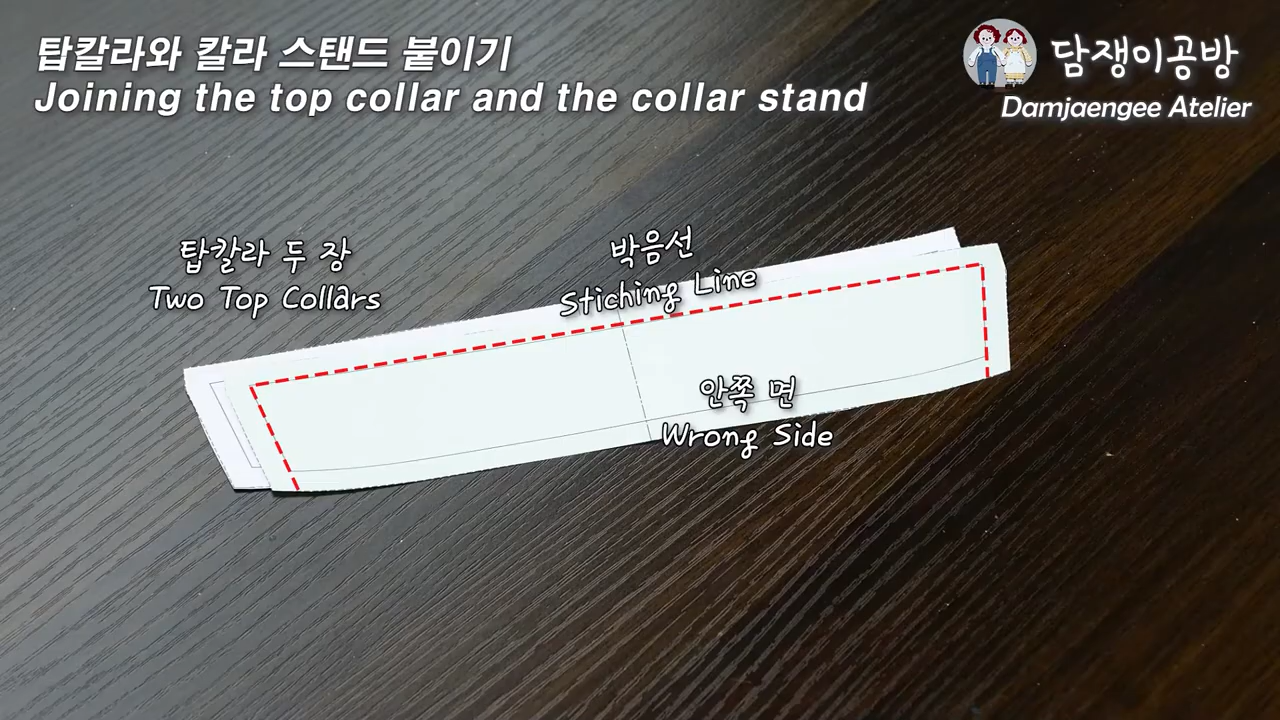 탑칼라와 칼라 스탠드 붙이기
Joining the top collar and the collar stand
담쟁이공방
Damjaengee Atelier
탑칼라 두 장
Two Top Collars
박음선
Stiching Line
안쪽 면
Wrong Side